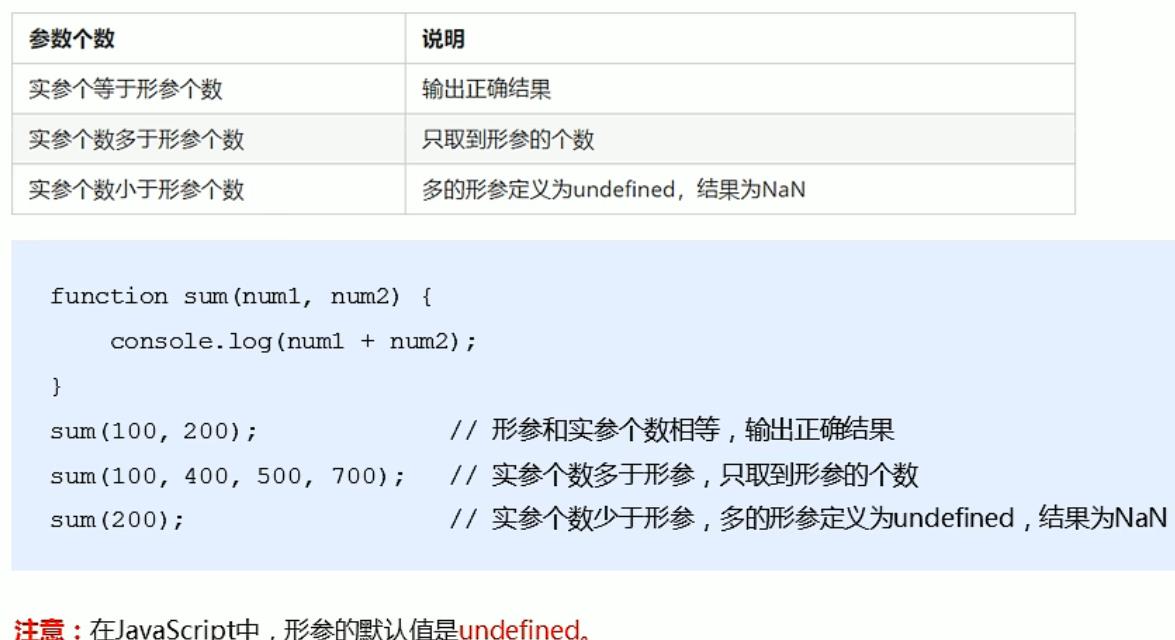 参数个数 说明
实参个等于形参个数 输出正确结果
实参个数多于形参个数 只取到形参的个数
实参个数小于形参个数 多的形参定义为undefined，结果为NaN
function sum(num1, num2) {
console.log(num1 + num2);
}
sum(100, 200); // 形参和实参个数相等，输出正确结果
sum(100, 400, 500, 700); // 实参个数多于形参，只取到形参的个数
sum(200); // 实参个数少于形参，多的形参定义为undefined，结果为NaN
注意：在JavaScript中，形参的默认值是undefined。